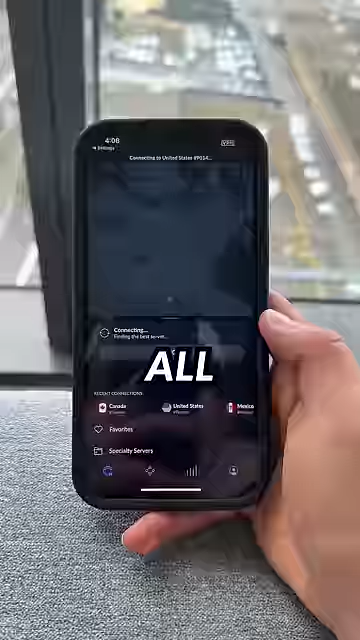 4:06
Settings
VPN
Connecting to United States #9014...
Connecting...
Finding the best server...
ALL
RECENT CONNECTIONS
Canada
United States
Mexico
Favorites
Specialty Servers